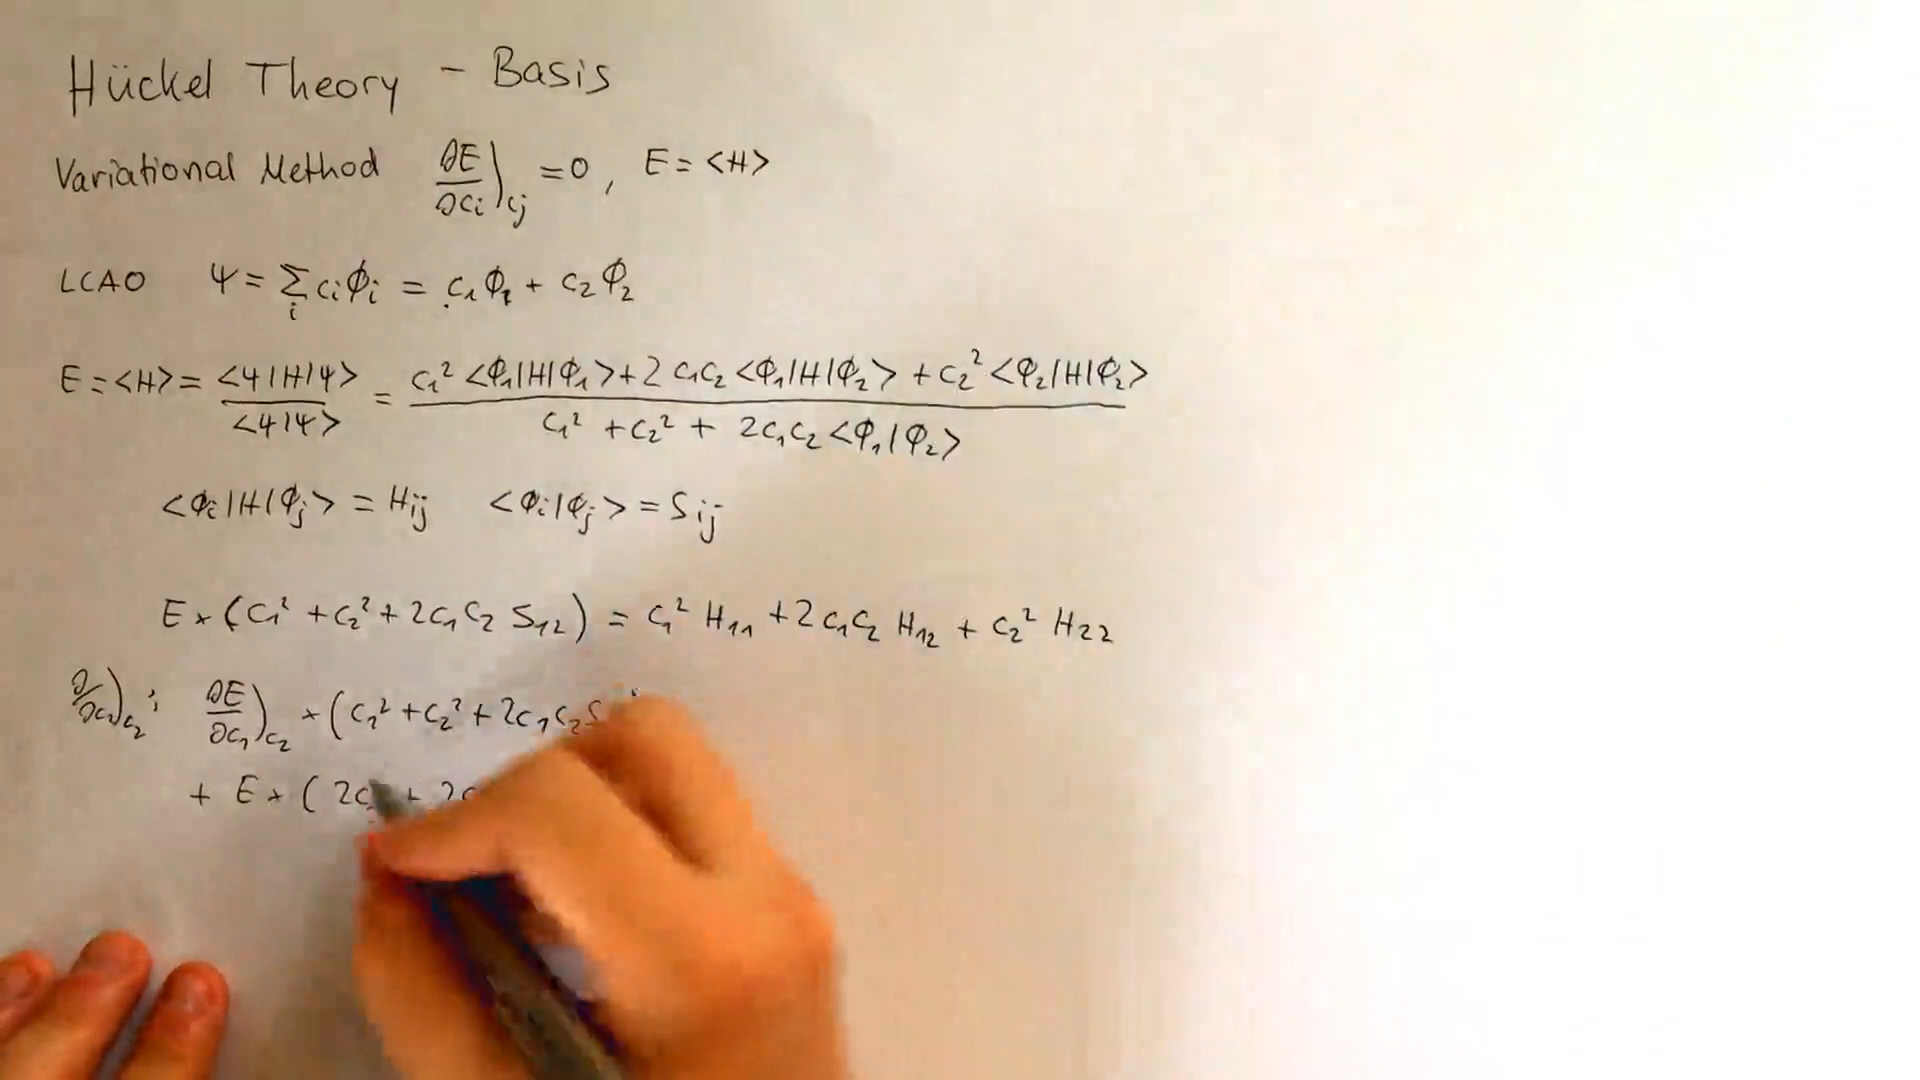 Hückel Theory - Basis
Variational Method ∂E/∂ci)cj = 0, E = <H>
LCAO Ψ = Σi ciϕi = c1ϕ1 + c2ϕ2
E = <H> = <Ψ|H|Ψ> / <Ψ|Ψ> = c1² <ϕ1|H|ϕ1> + 2 c1c2 <ϕ1|H|ϕ2> + c2² <ϕ2|H|ϕ2> / c1² + c2² + 2c1c2 <ϕ1|ϕ2>
<ϕi|H|ϕj> = Hij <ϕi|ϕj> = Sij
E * (c1² + c2² + 2c1c2 S12) = c1² H11 + 2c1c2 H12 + c2² H22
∂/∂c1)c2 : ∂E/∂c1)c2 * (c1² + c2² + 2c1c2S
+ E * (2c + 2c